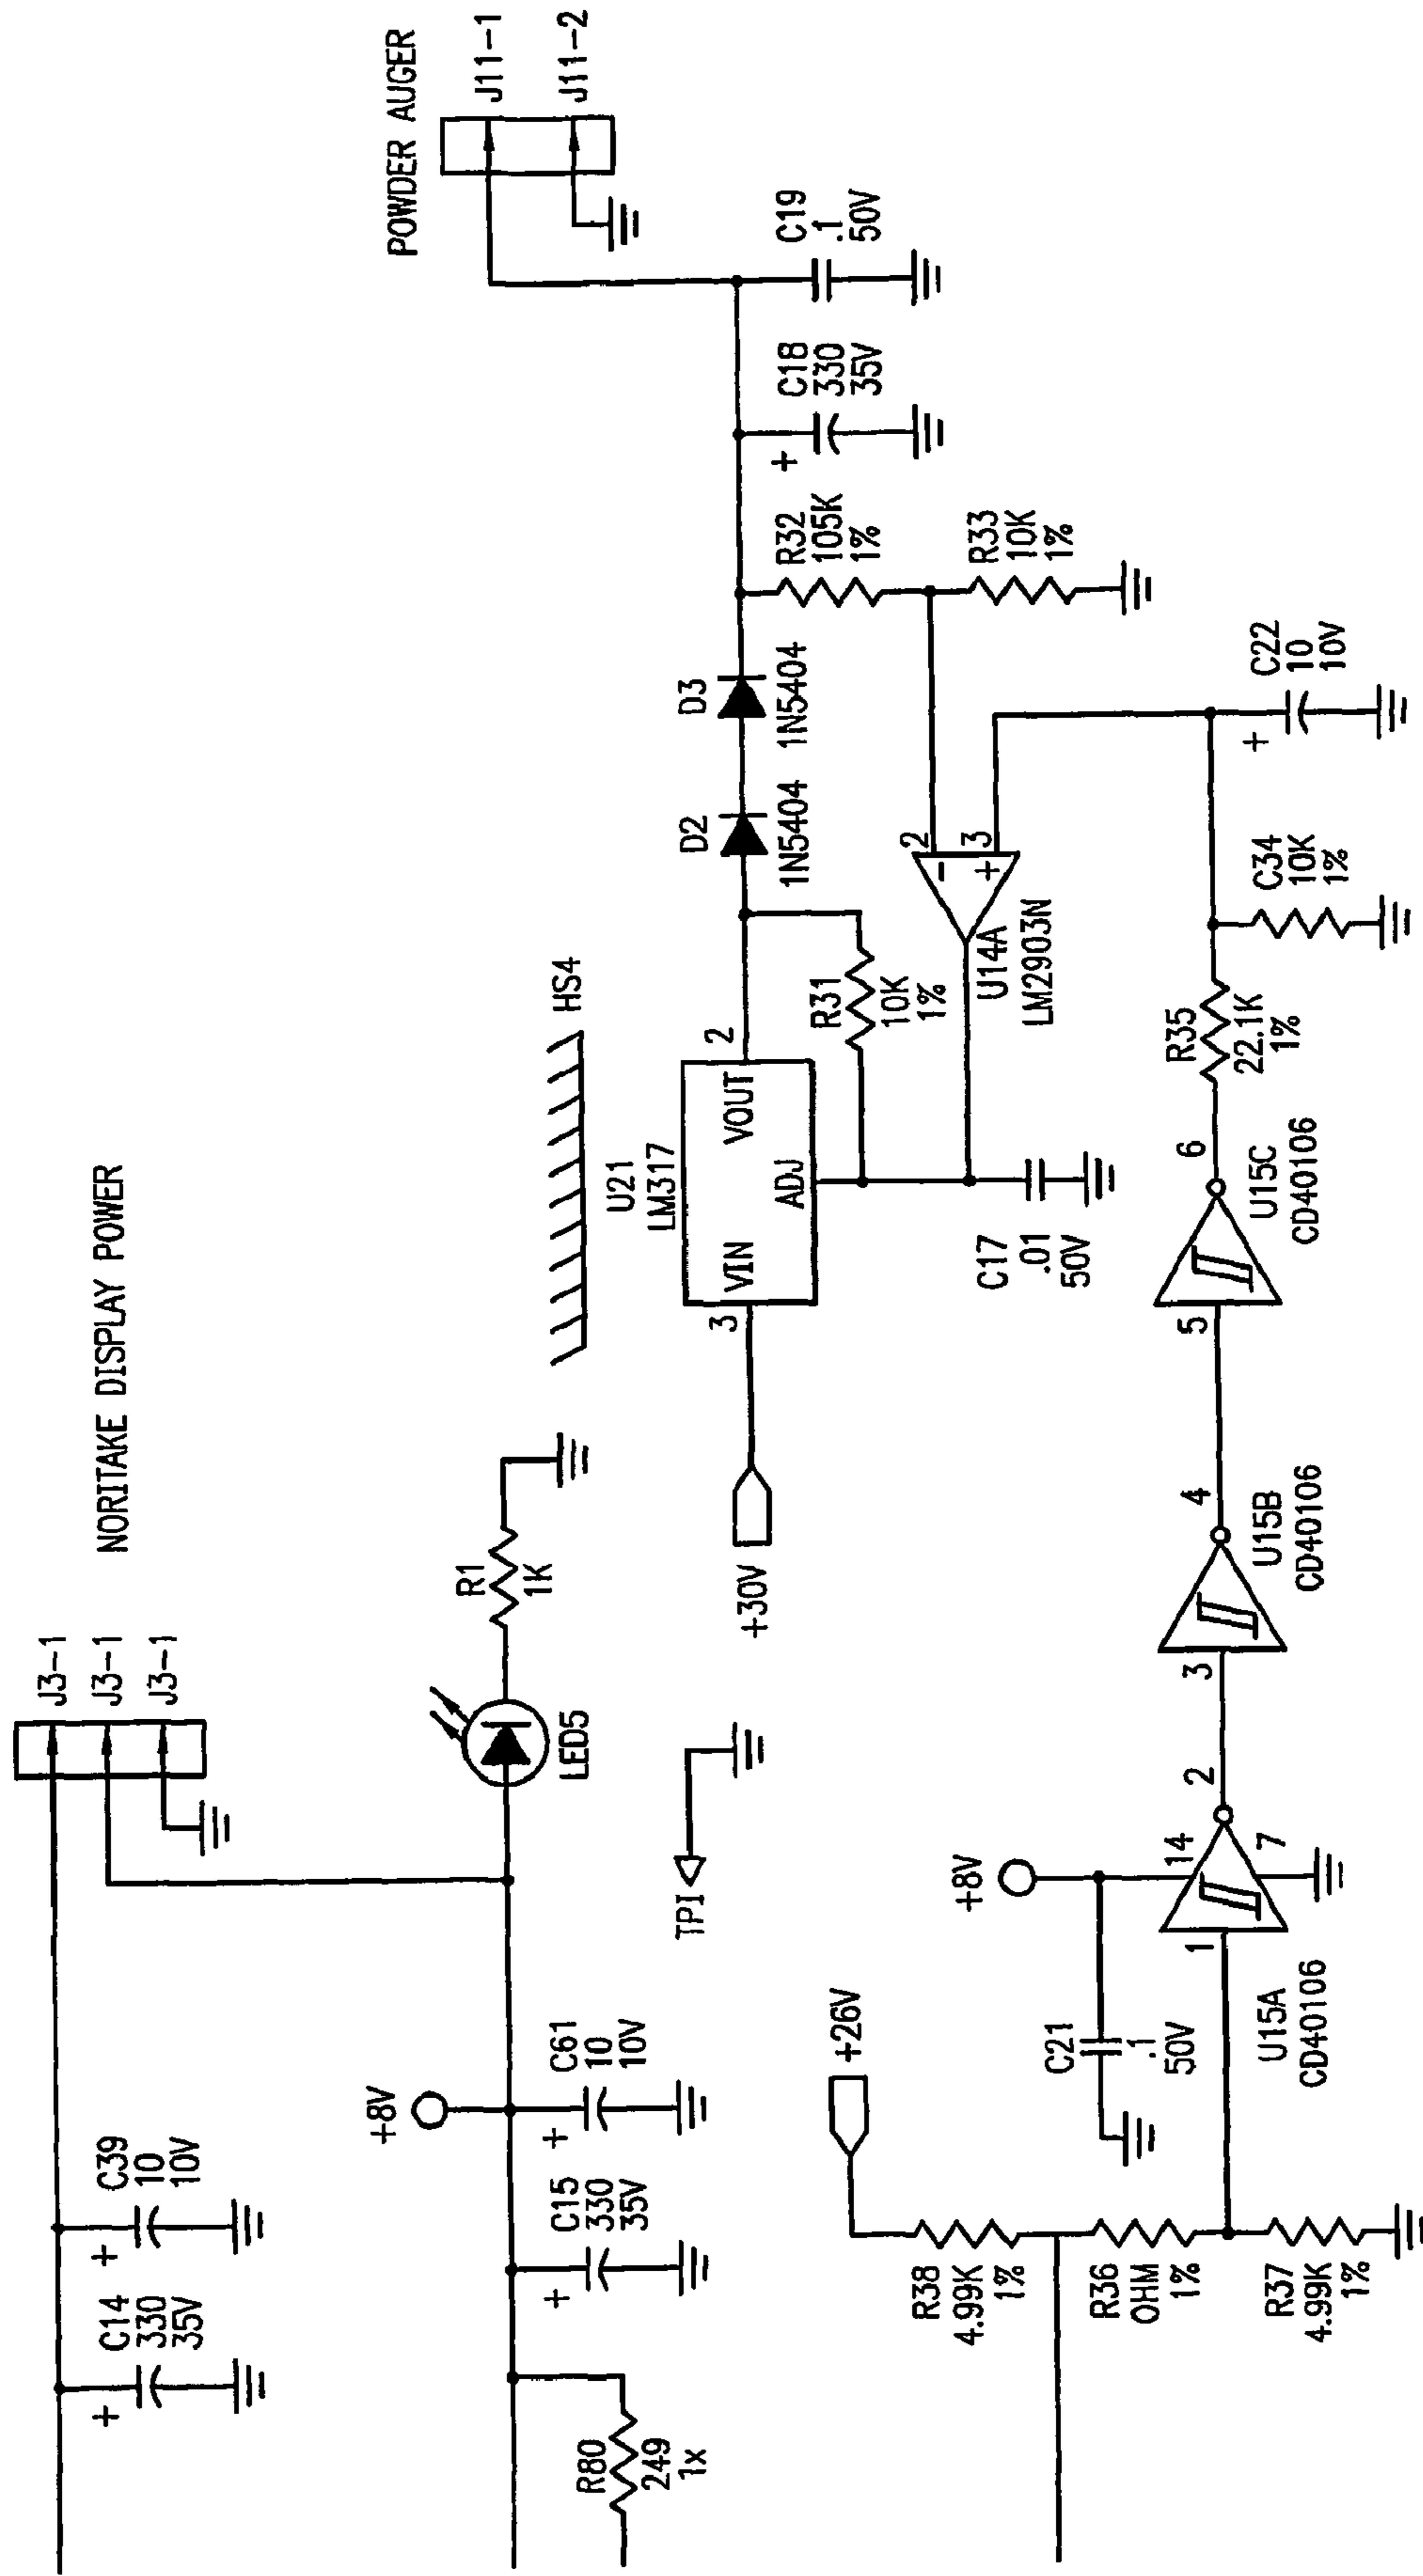 NORITAKE DISPLAY POWER
J3-1
J3-1
J3-1
C14
330
35V
+
C39
10
10V
+
+8V
C15
330
35V
+
C61
10
10V
+
R80
249
1x
LED5
R1
1K
TPI
HS4
POWDER AUGER
J11-1
J11-2
+30V
U21
LM317
3
VIN
VOUT
2
ADJ
D2
1N5404
D3
1N5404
R31
10K
1%
C17
.01
50V
R32
105K
1%
R33
10K
1%
C18
330
35V
+
C19
.1
50V
2
-
3
+
U14A
LM2903N
+26V
R38
4.99K
1%
R36
OHM
1%
R37
4.99K
1%
C21
.1
50V
+8V
14
1
2
7
U15A
CD40106
3
4
U15B
CD40106
5
6
U15C
CD40106
R35
22.1K
1%
C34
10K
1%
C22
10
10V
+